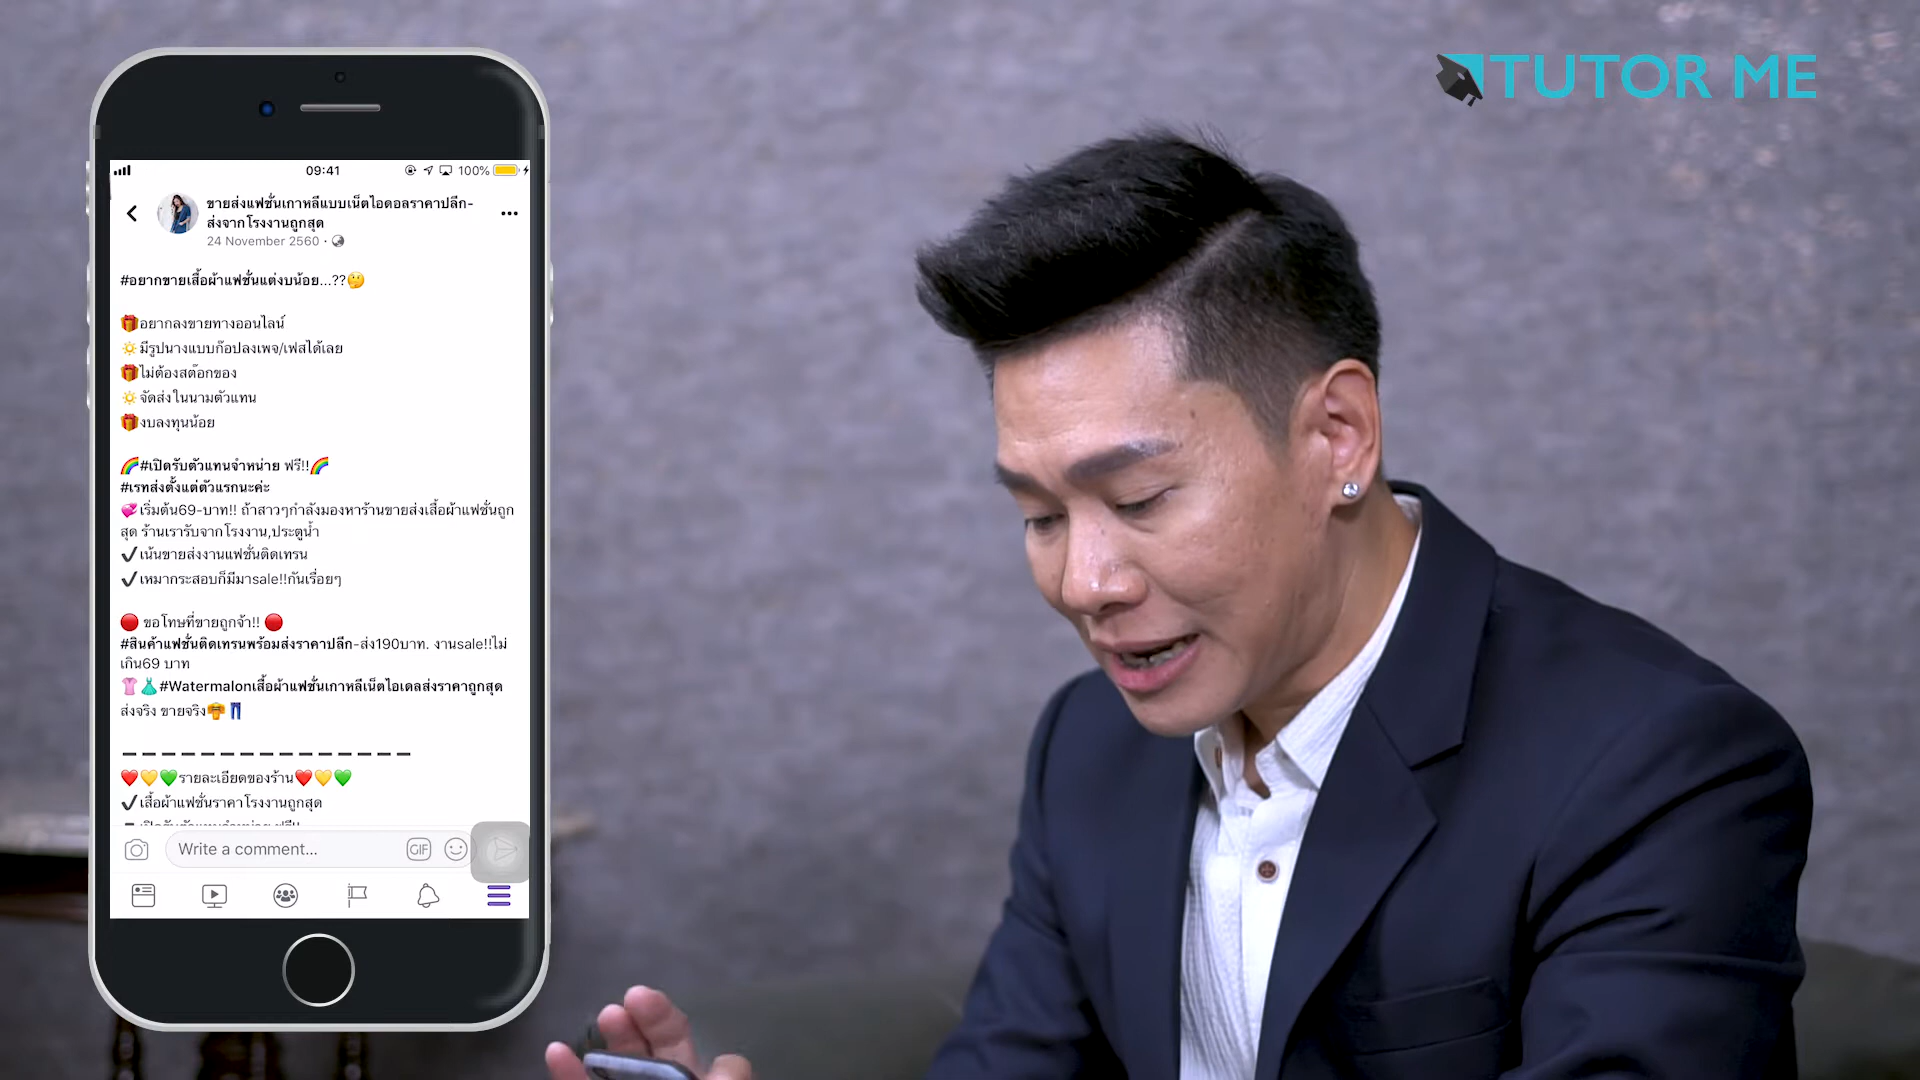 TUTOR ME
09:41
100%
ขายส่งแฟชั่นเกาหลีแบบเน็ตไอดอลราคาปลีก-
ส่งจากโรงงานถูกสุด
24 November 2560
#อยากขายเสื้อผ้าแฟชั่นแต่งบน้อย...??🤔
🎁อยากลงขายทางออนไลน์
🔅มีรูปนางแบบก๊อปลงเพจ/เฟสได้เลย
🎁ไม่ต้องสต๊อกของ
🔅จัดส่งในนามตัวแทน
🎁งบลงทุนน้อย
🌈#เปิดรับตัวแทนจำหน่าย ฟรี!!🌈
#เรทส่งตั้งแต่ตัวแรกนะค่ะ
💞เริ่มต้น69-บาท!! ถ้าสาวๆกำลังมองหาร้านขายส่งเสื้อผ้าแฟชั่นถูก
สุด ร้านเรารับจากโรงงาน,ประตูน้ำ
✔เน้นขายส่งงานแฟชั่นติดเทรน
✔เหมากระสอบก็มีมาsale!!กันเรื่อยๆ
🔴 ขอโทษที่ขายถูกจ้า!! 🔴
#สินค้าแฟชั่นติดเทรนพร้อมส่งราคาปลีก-ส่ง190บาท. งานsale!!ไม่
เกิน69 บาท
👚👗#Watermalonเสื้อผ้าแฟชั่นเกาหลีเน็ตไอเดลส่งราคาถูกสุด
ส่งจริง ขายจริง👘👖
➖➖➖➖➖➖➖➖➖➖➖➖➖➖➖
❤️💛💚รายละเอียดของร้าน❤️💛💚
✔เสื้อผ้าแฟชั่นราคาโรงงานถูกสุด
Write a comment...
GIF